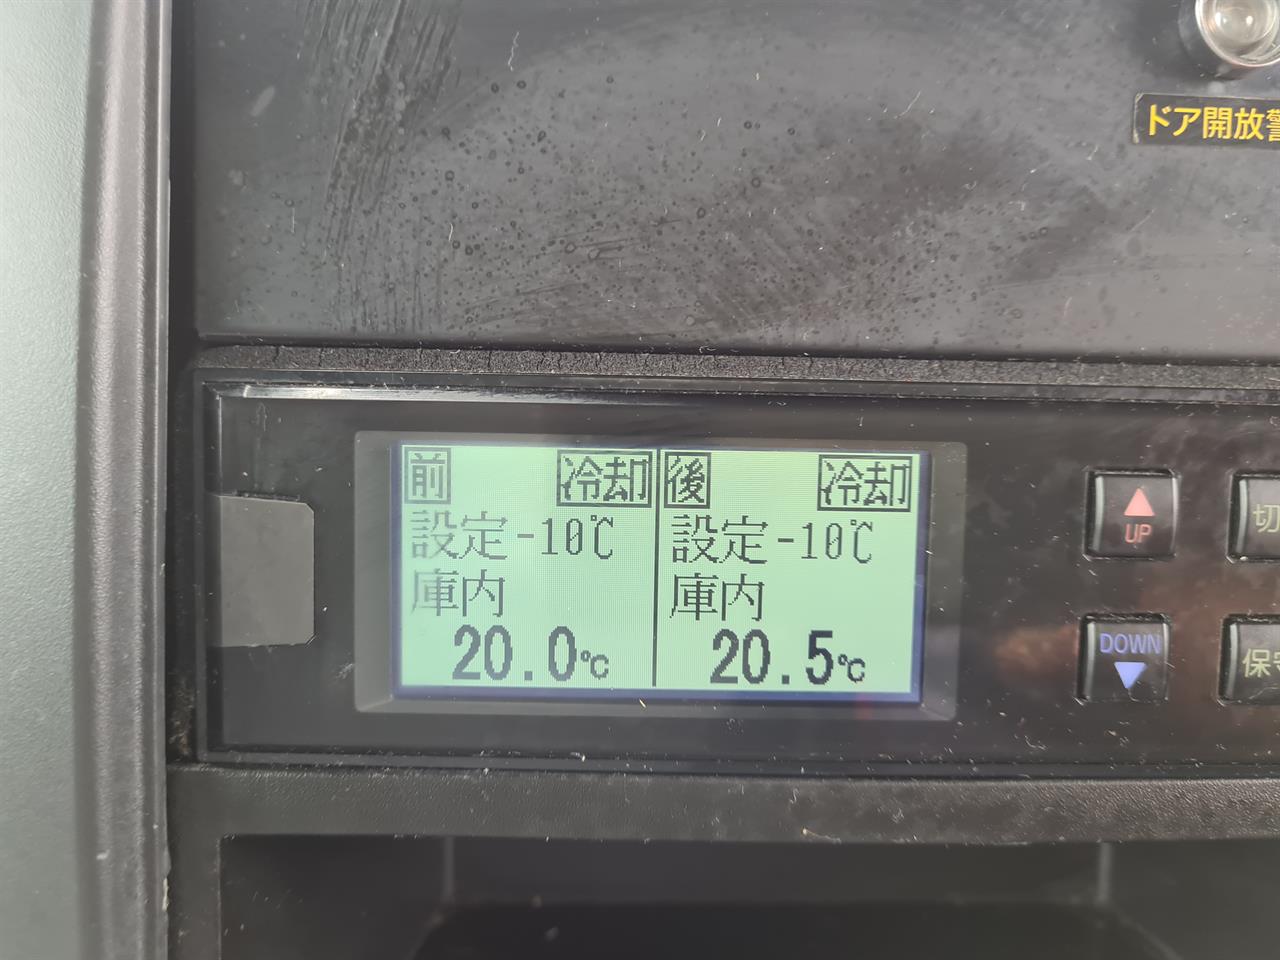 ドア開放警
前 冷却 後 冷却
設定-10℃ 設定-10℃
庫内 庫内
20.0℃ 20.5℃
UP
切
DOWN
保